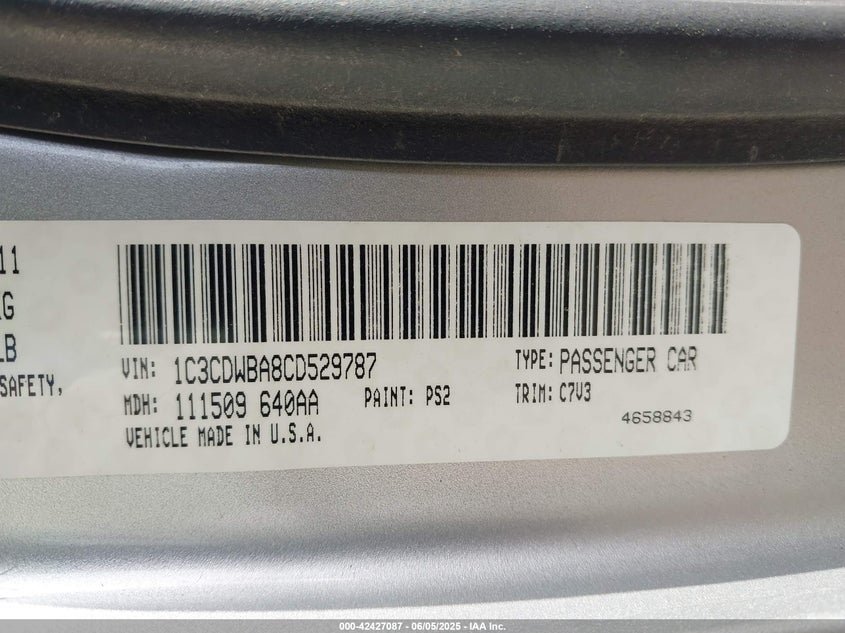 11
KG
LB
SAFETY,
VIN: 1C3CDWBA8CD529787 TYPE: PASSENGER CAR
MDH: 111509 640AA PAINT: PS2 TRIM: C7V3
VEHICLE MADE IN U.S.A. 4658843
000-42427087 - 06/05/2025 - IAA Inc.